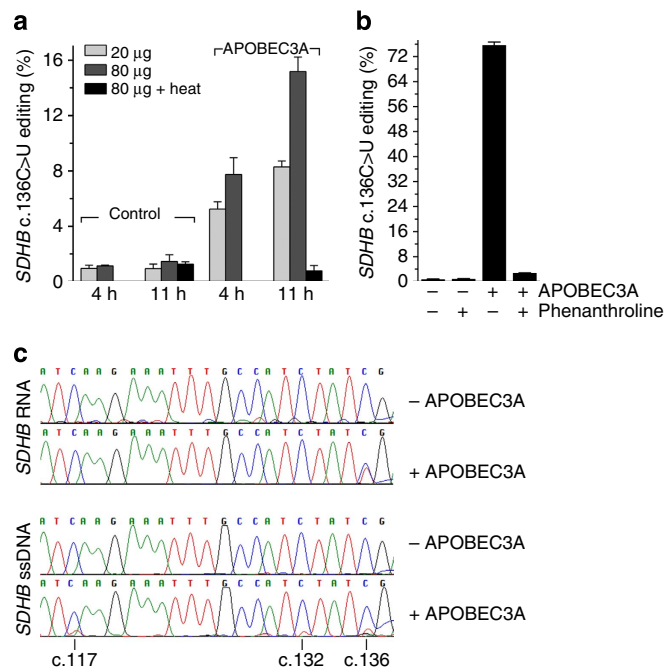 a
SDHB c.136C>U editing (%)
16
12
8
4
0
20 µg
80 µg
80 µg + heat
APOBEC3A
Control
4 h
11 h
4 h
11 h
b
SDHB c.136C>U editing (%)
72
64
56
48
40
32
24
16
8
0
– – + + APOBEC3A
– + – + Phenanthroline
c
SDHB RNA
A T C A A G A A A T T T G C C A T C T A T C G
– APOBEC3A
A T C A A G A A A T T T G C C A T C T A T C G
+ APOBEC3A
SDHB ssDNA
A T C A A G A A A T T T G C C A T C T A T C G
– APOBEC3A
A T C A A G A A A T T T G C C A T C T A T C G
+ APOBEC3A
c.117
c.132
c.136